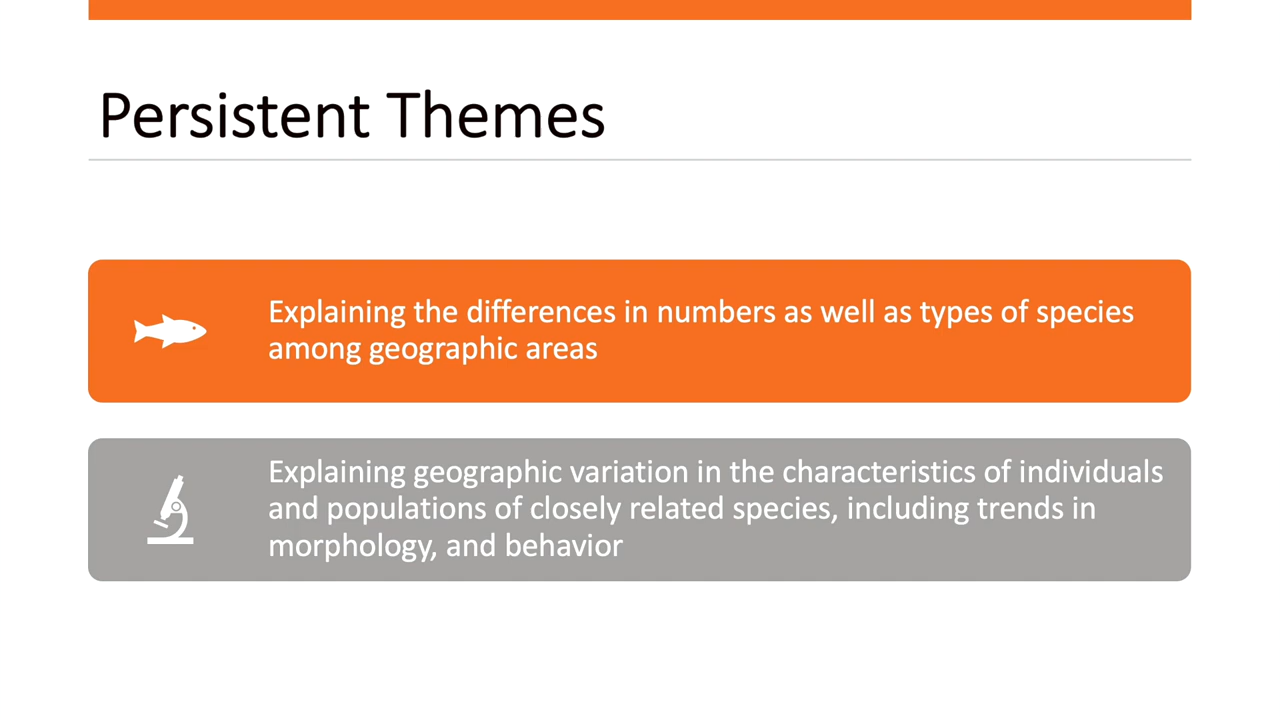 Persistent Themes
Explaining the differences in numbers as well as types of species
among geographic areas
Explaining geographic variation in the characteristics of individuals
and populations of closely related species, including trends in
morphology, and behavior